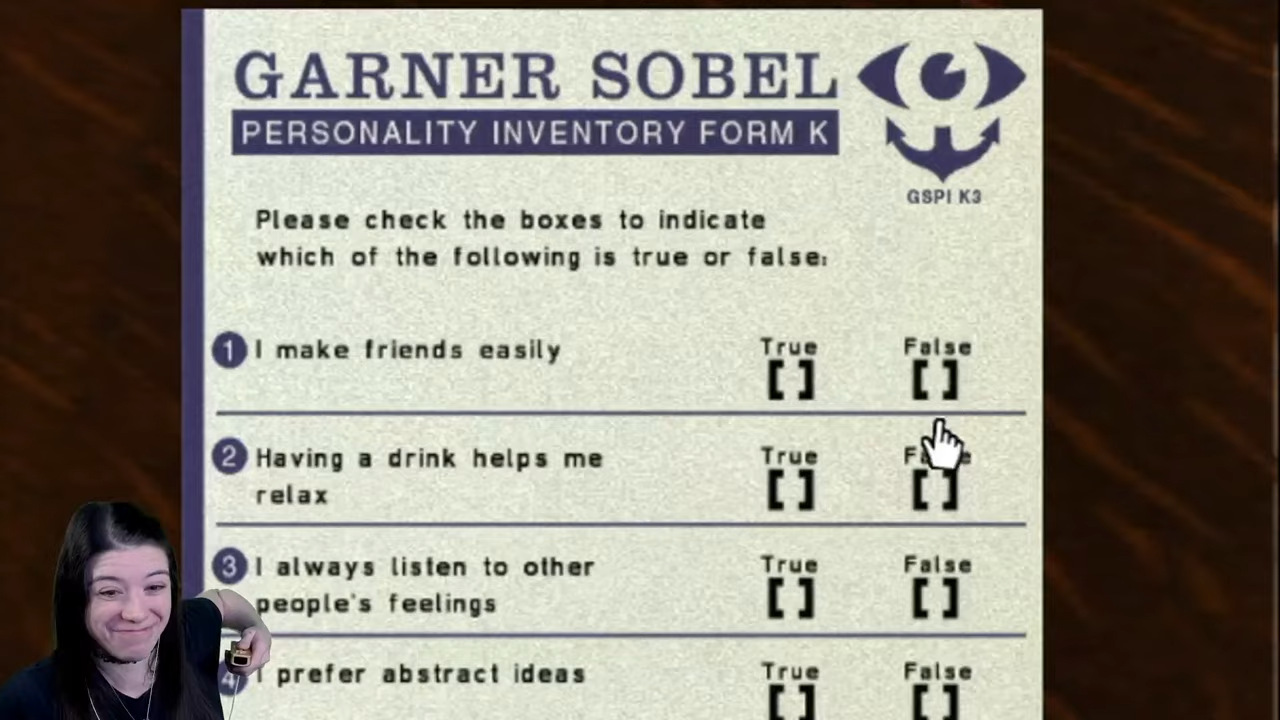 GARNER SOBEL
PERSONALITY INVENTORY FORM K
GSPI K3
Please check the boxes to indicate
which of the following is true or false:
1 I make friends easily True False
[ ] [ ]
2 Having a drink helps me True False
relax [ ] [ ]
3 I always listen to other True False
people's feelings [ ] [ ]
4 I prefer abstract ideas True False
[ ] [ ]